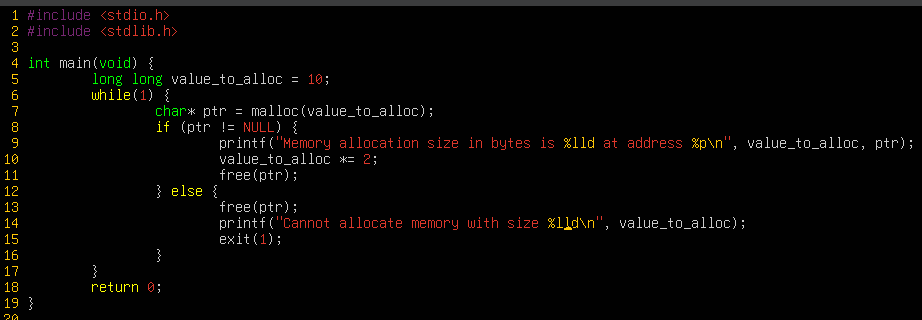 1 #include <stdio.h>
2 #include <stdlib.h>
3
4 int main(void) {
5         long long value_to_alloc = 10;
6         while(1) {
7                 char* ptr = malloc(value_to_alloc);
8                 if (ptr != NULL) {
9                         printf("Memory allocation size in bytes is %lld at address %p\n", value_to_alloc, ptr);
10                         value_to_alloc *= 2;
11                         free(ptr);
12                 } else {
13                         free(ptr);
14                         printf("Cannot allocate memory with size %lld\n", value_to_alloc);
15                         exit(1);
16                 }
17         }
18         return 0;
19 }
20